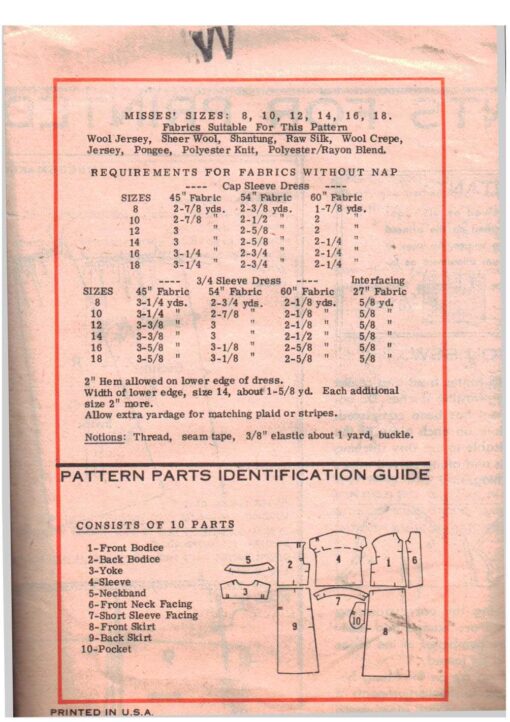 W
MISSES' SIZES: 8, 10, 12, 14, 16, 18.
Fabrics Suitable For This Pattern
Wool Jersey, Sheer Wool, Shantung, Raw Silk, Wool Crepe,
Jersey, Pongee, Polyester Knit, Polyester/Rayon Blend.
REQUIREMENTS FOR FABRICS WITHOUT NAP
---- Cap Sleeve Dress ----
SIZES 45" Fabric 54" Fabric 60" Fabric
8 2-7/8 yds. 2-3/8 yds. 1-7/8 yds.
10 2-7/8 " 2-1/2 " 2 "
12 3 " 2-5/8 " 2 "
14 3 " 2-5/8 " 2-1/4 "
16 3-1/4 " 2-3/4 " 2-1/4 "
18 3-1/4 " 2-3/4 " 2-1/4 "
---- 3/4 Sleeve Dress ---- Interfacing
SIZES 45" Fabric 54" Fabric 60" Fabric 27" Fabric
8 3-1/4 yds. 2-3/4 yds. 2-1/8 yds. 5/8 yd.
10 3-1/4 " 2-7/8 " 2-1/8 " 5/8 "
12 3-3/8 " 3 " 2-1/8 " 5/8 "
14 3-3/8 " 3 " 2-1/2 " 5/8 "
16 3-5/8 " 3-1/8 " 2-5/8 " 5/8 "
18 3-5/8 " 3-1/8 " 2-5/8 " 5/8 "
2" Hem allowed on lower edge of dress.
Width of lower edge, size 14, about 1-5/8 yd. Each additional
size 2" more.
Allow extra yardage for matching plaid or stripes.
Notions: Thread, seam tape, 3/8" elastic about 1 yard, buckle.
PATTERN PARTS IDENTIFICATION GUIDE
CONSISTS OF 10 PARTS
1-Front Bodice
2-Back Bodice
3-Yoke
4-Sleeve
5-Neckband
6-Front Neck Facing
7-Short Sleeve Facing
8-Front Skirt
9-Back Skirt
10-Pocket
5
2
4
1
6
3
7
10
9
8
PRINTED IN U.S.A.